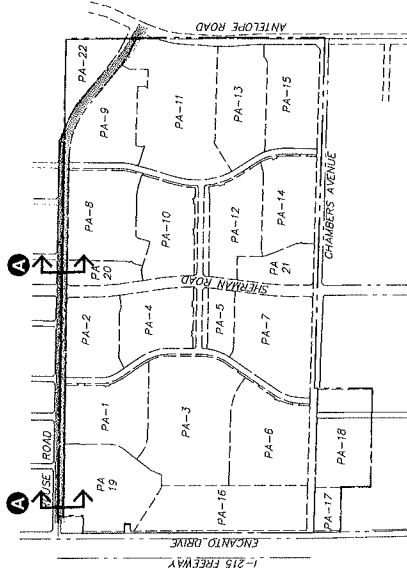 ANTELOPE ROAD
PA-22
PA-9
PA-11
PA-13
PA-15
A
PA-8
PA-10
PA-12
PA-14
PA
20
PA
21
SHERMAN ROAD
CHAMBERS AVENUE
PA-2
PA-4
PA-5
PA-7
ROAD
PA-1
PA-3
PA-6
PA-18
A
PA
19
PA-16
PA-17
ENCANTO DRIVE
I-215 FREEWAY